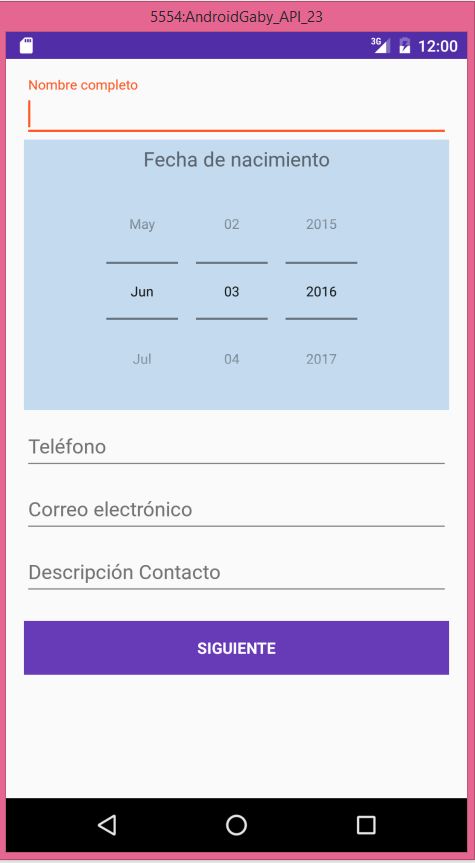 5554:AndroidGaby_API_23
3G 12:00
Nombre completo
Fecha de nacimiento
May 02 2015
Jun 03 2016
Jul 04 2017
Teléfono
Correo electrónico
Descripción Contacto
SIGUIENTE